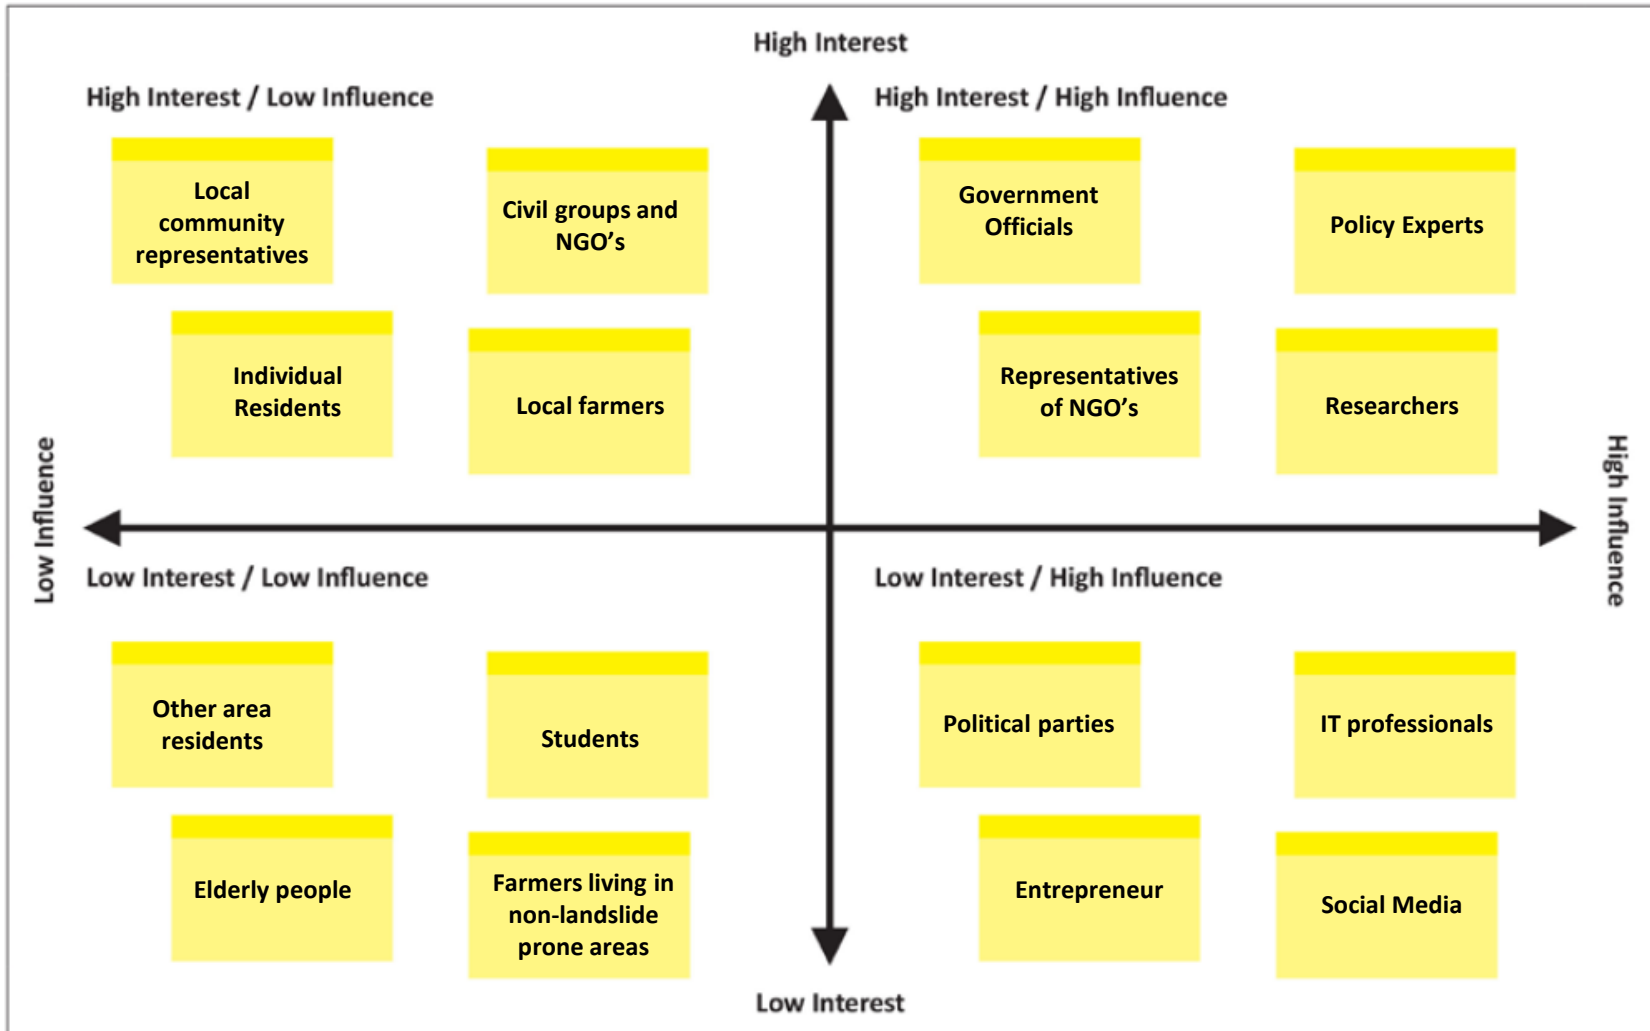 High Interest
High Interest / Low Influence
High Interest / High Influence
Local
community
representatives
Civil groups and
NGO's
Government
Officials
Policy Experts
Individual
Residents
Local farmers
Representatives
of NGO's
Researchers
Low Influence
High Influence
Low Interest / Low Influence
Low Interest / High Influence
Other area
residents
Students
Political parties
IT professionals
Elderly people
Farmers living in
non-landslide
prone areas
Entrepreneur
Social Media
Low Interest